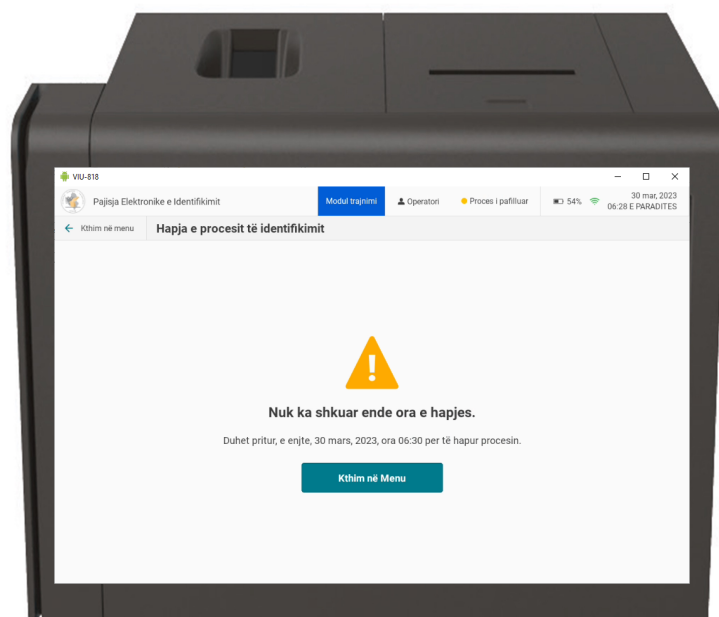 VIU-818
Pajisja Elektronike e Identifikimit
Modul trajnimi
Operatori
Proces i pafilluar
54%
30 mar, 2023
06:28 E PARADITES
Kthim në menu
Hapja e procesit të identifikimit
Nuk ka shkuar ende ora e hapjes.
Duhet pritur, e enjte, 30 mars, 2023, ora 06:30 per të hapur procesin.
Kthim në Menu